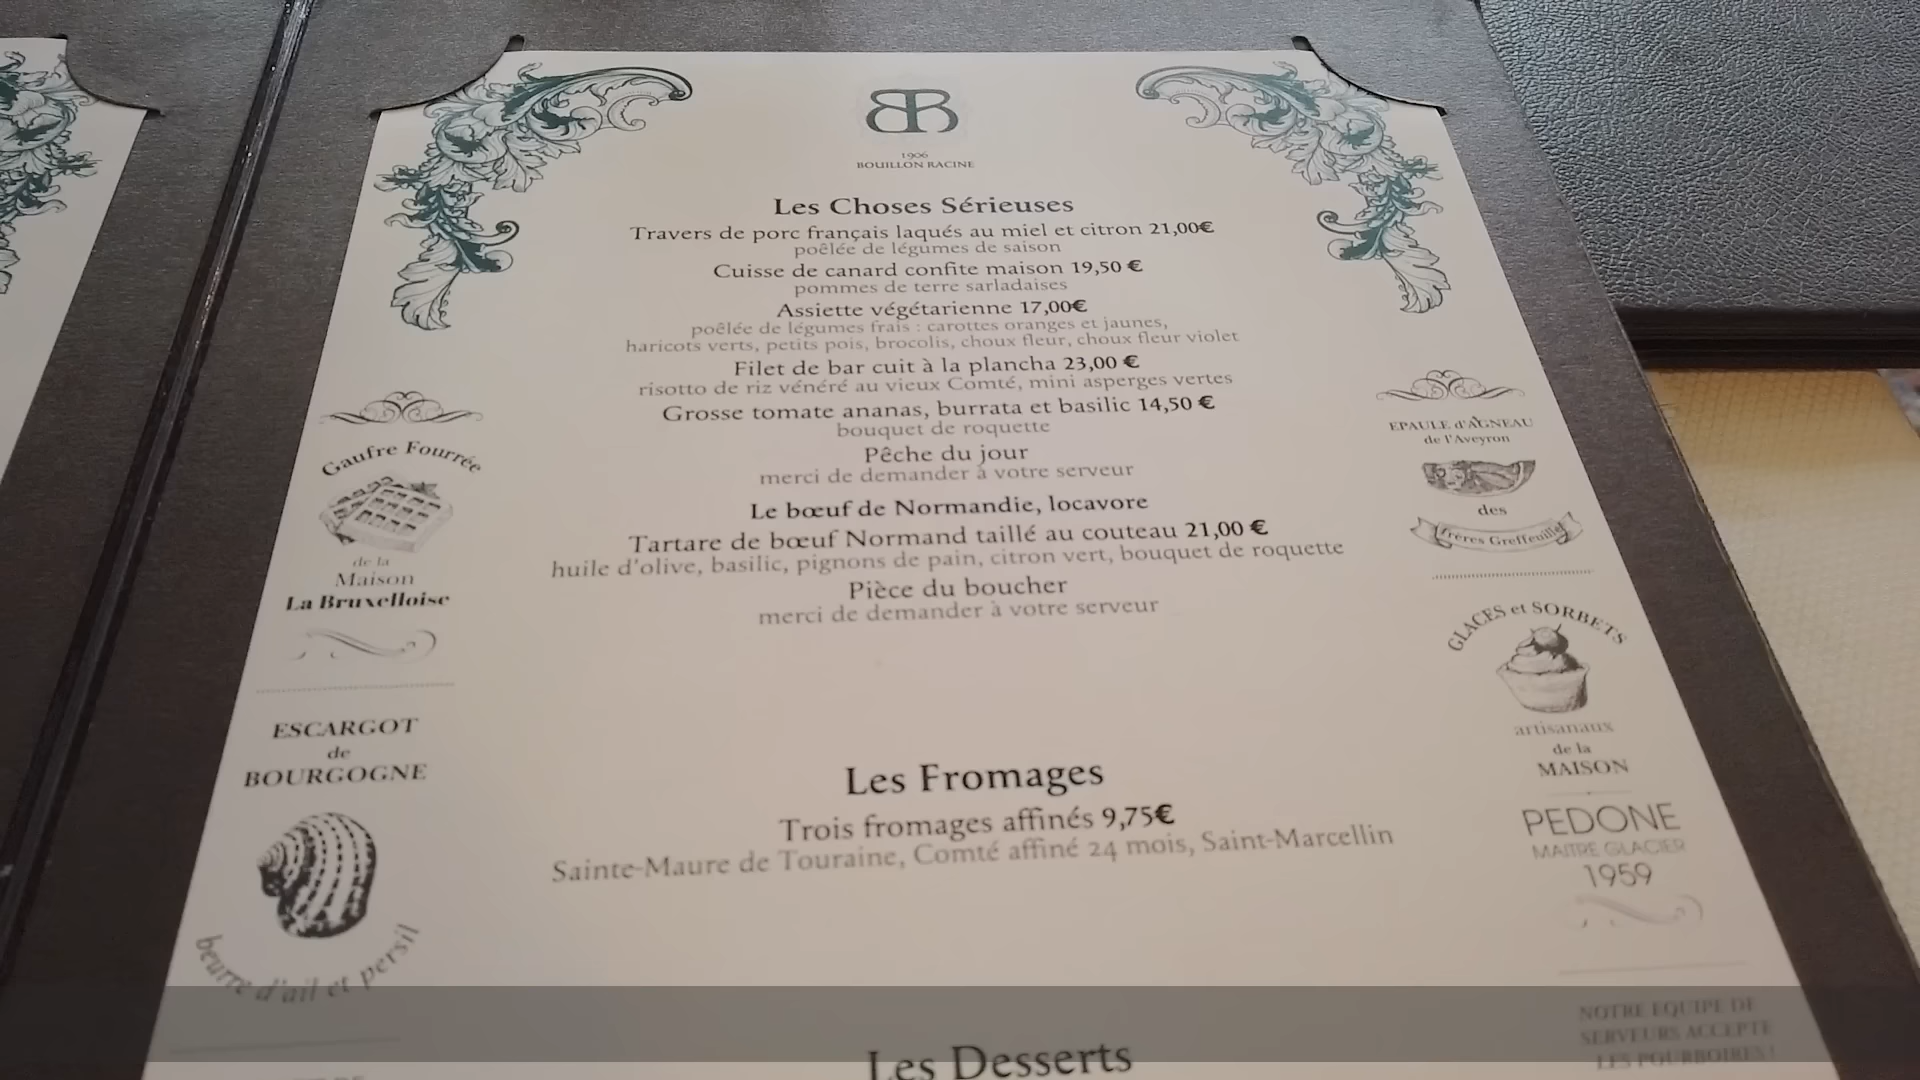 BB
1906
BOUILLON RACINE
Les Choses Sérieuses
Travers de porc français laqués au miel et citron 21,00€
poêlée de légumes de saison
Cuisse de canard confite maison 19,50 €
pommes de terre sarladaises
Assiette végétarienne 17,00€
poêlée de légumes frais : carottes oranges et jaunes,
haricots verts, petits pois, brocolis, choux fleur, choux fleur violet
Filet de bar cuit à la plancha 23,00 €
risotto de riz vénéré au vieux Comté, mini asperges vertes
Grosse tomate ananas, burrata et basilic 14,50 €
bouquet de roquette
Pêche du jour
merci de demander à votre serveur
Le bœuf de Normandie, locavore
Tartare de bœuf Normand taillé au couteau 21,00 €
huile d'olive, basilic, pignons de pain, citron vert, bouquet de roquette
Pièce du boucher
merci de demander à votre serveur
Les Fromages
Trois fromages affinés 9,75€
Sainte-Maure de Touraine, Comté affiné 24 mois, Saint-Marcellin
Les Desserts
Gaufre Fourrée
de la
Maison
La Bruxelloise
ESCARGOT
de
BOURGOGNE
beurre d'ail et persil
EPAULE d'AGNEAU
de l'Aveyron
des
Frères Greffeuille
GLACES et SORBETS
artisanaux
de la
MAISON
PEDONE
MAITRE GLACIER
1959
NOTRE EQUIPE DE
SERVEURS ACCEPTE
LES POURBOIRES !